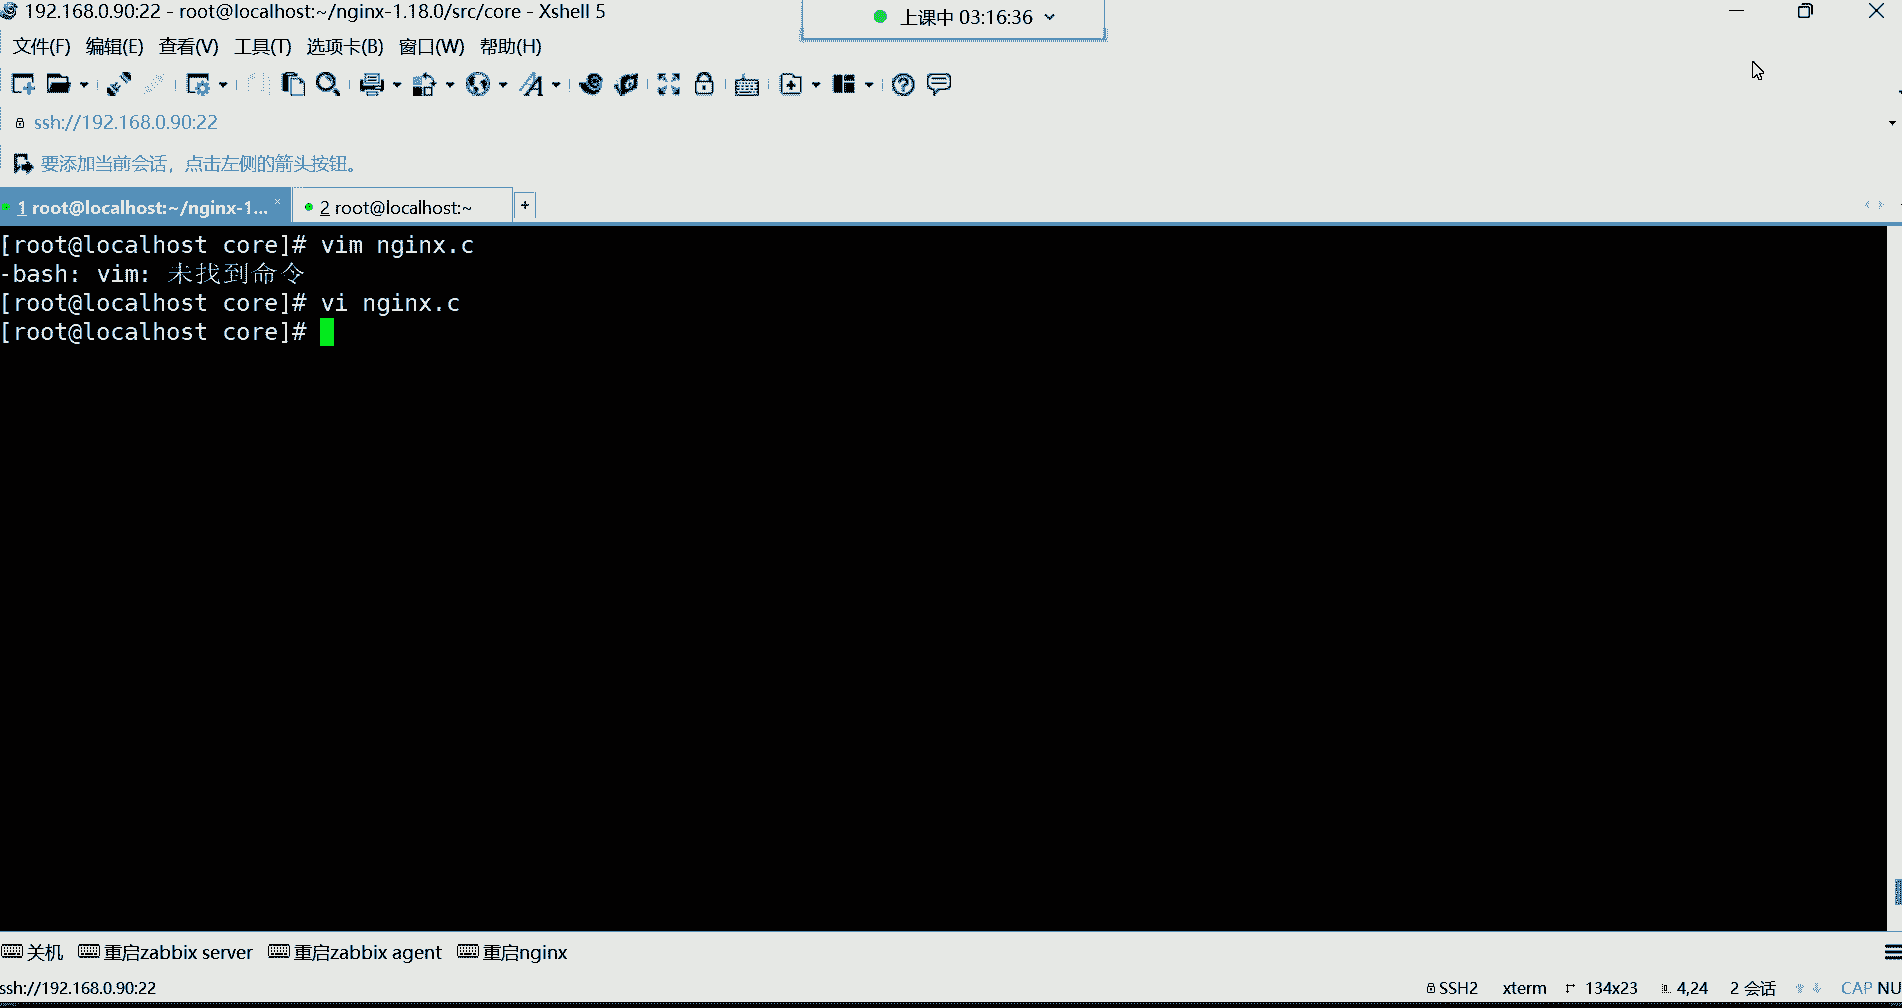 192.168.0.90:22 - root@localhost:~/nginx-1.18.0/src/core - Xshell 5
上课中 03:16:36
文件(F) 编辑(E) 查看(V) 工具(T) 选项卡(B) 窗口(W) 帮助(H)
ssh://192.168.0.90:22
要添加当前会话，点击左侧的箭头按钮。
1 root@localhost:~/nginx-1... × 2 root@localhost:~ +
[root@localhost core]# vim nginx.c
-bash: vim: 未找到命令
[root@localhost core]# vi nginx.c
[root@localhost core]#
关机 重启zabbix server 重启zabbix agent 重启nginx
ssh://192.168.0.90:22 SSH2 xterm 134x23 4,24 2 会话 CAP NU